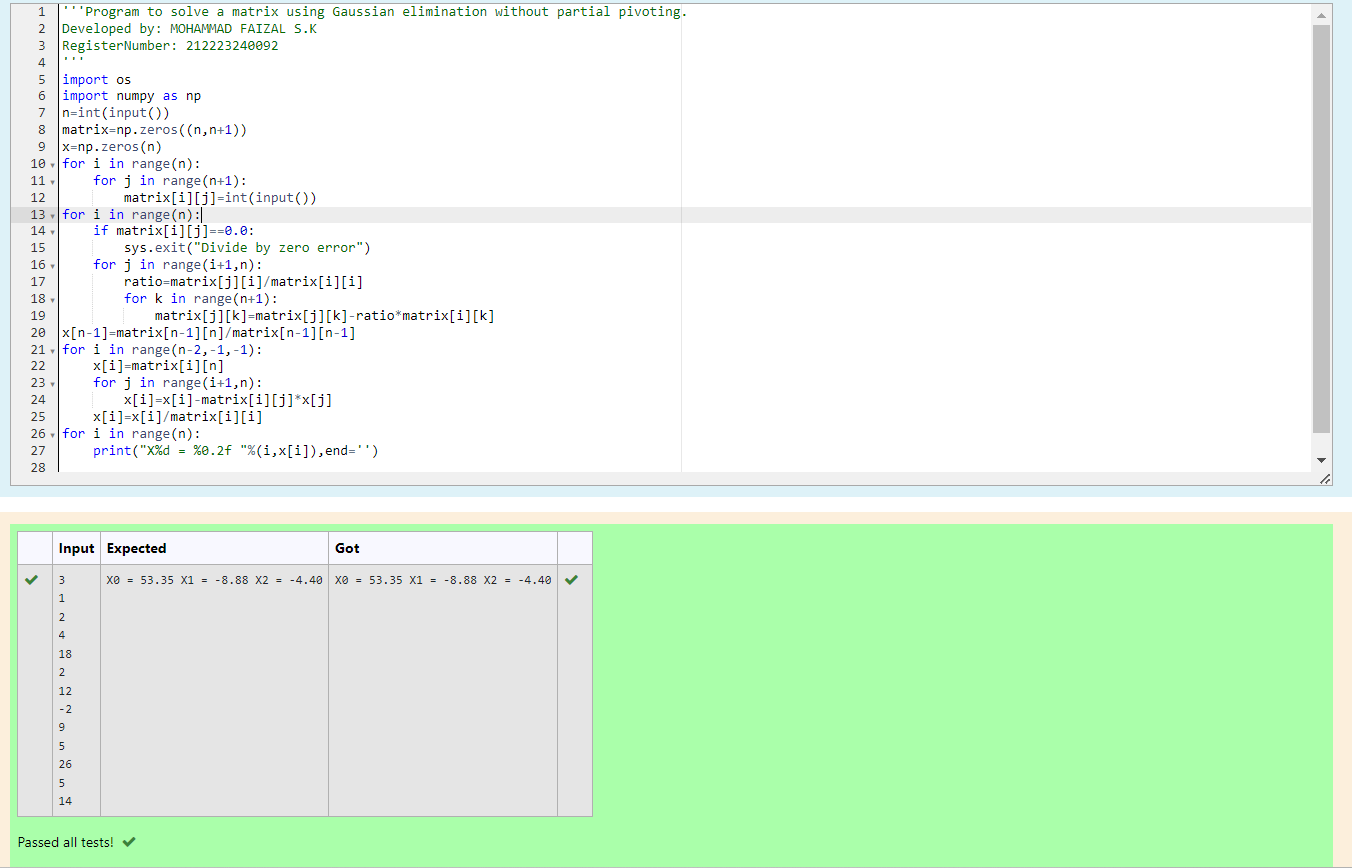 1 '''Program to solve a matrix using Gaussian elimination without partial pivoting.
2 Developed by: MOHAMMAD FAIZAL S.K
3 RegisterNumber: 212223240092
4 '''
5 import os
6 import numpy as np
7 n=int(input())
8 matrix=np.zeros((n,n+1))
9 x=np.zeros(n)
10 for i in range(n):
11     for j in range(n+1):
12         matrix[i][j]=int(input())
13 for i in range(n):
14     if matrix[i][j]==0.0:
15         sys.exit("Divide by zero error")
16     for j in range(i+1,n):
17         ratio=matrix[j][i]/matrix[i][i]
18         for k in range(n+1):
19             matrix[j][k]=matrix[j][k]-ratio*matrix[i][k]
20 x[n-1]=matrix[n-1][n]/matrix[n-1][n-1]
21 for i in range(n-2,-1,-1):
22     x[i]=matrix[i][n]
23     for j in range(i+1,n):
24         x[i]=x[i]-matrix[i][j]*x[j]
25     x[i]=x[i]/matrix[i][i]
26 for i in range(n):
27     print("X%d = %0.2f "%(i,x[i]),end='')
28
Input Expected Got
3 X0 = 53.35 X1 = -8.88 X2 = -4.40 X0 = 53.35 X1 = -8.88 X2 = -4.40
1
2
4
18
2
12
-2
9
5
26
5
14
Passed all tests!